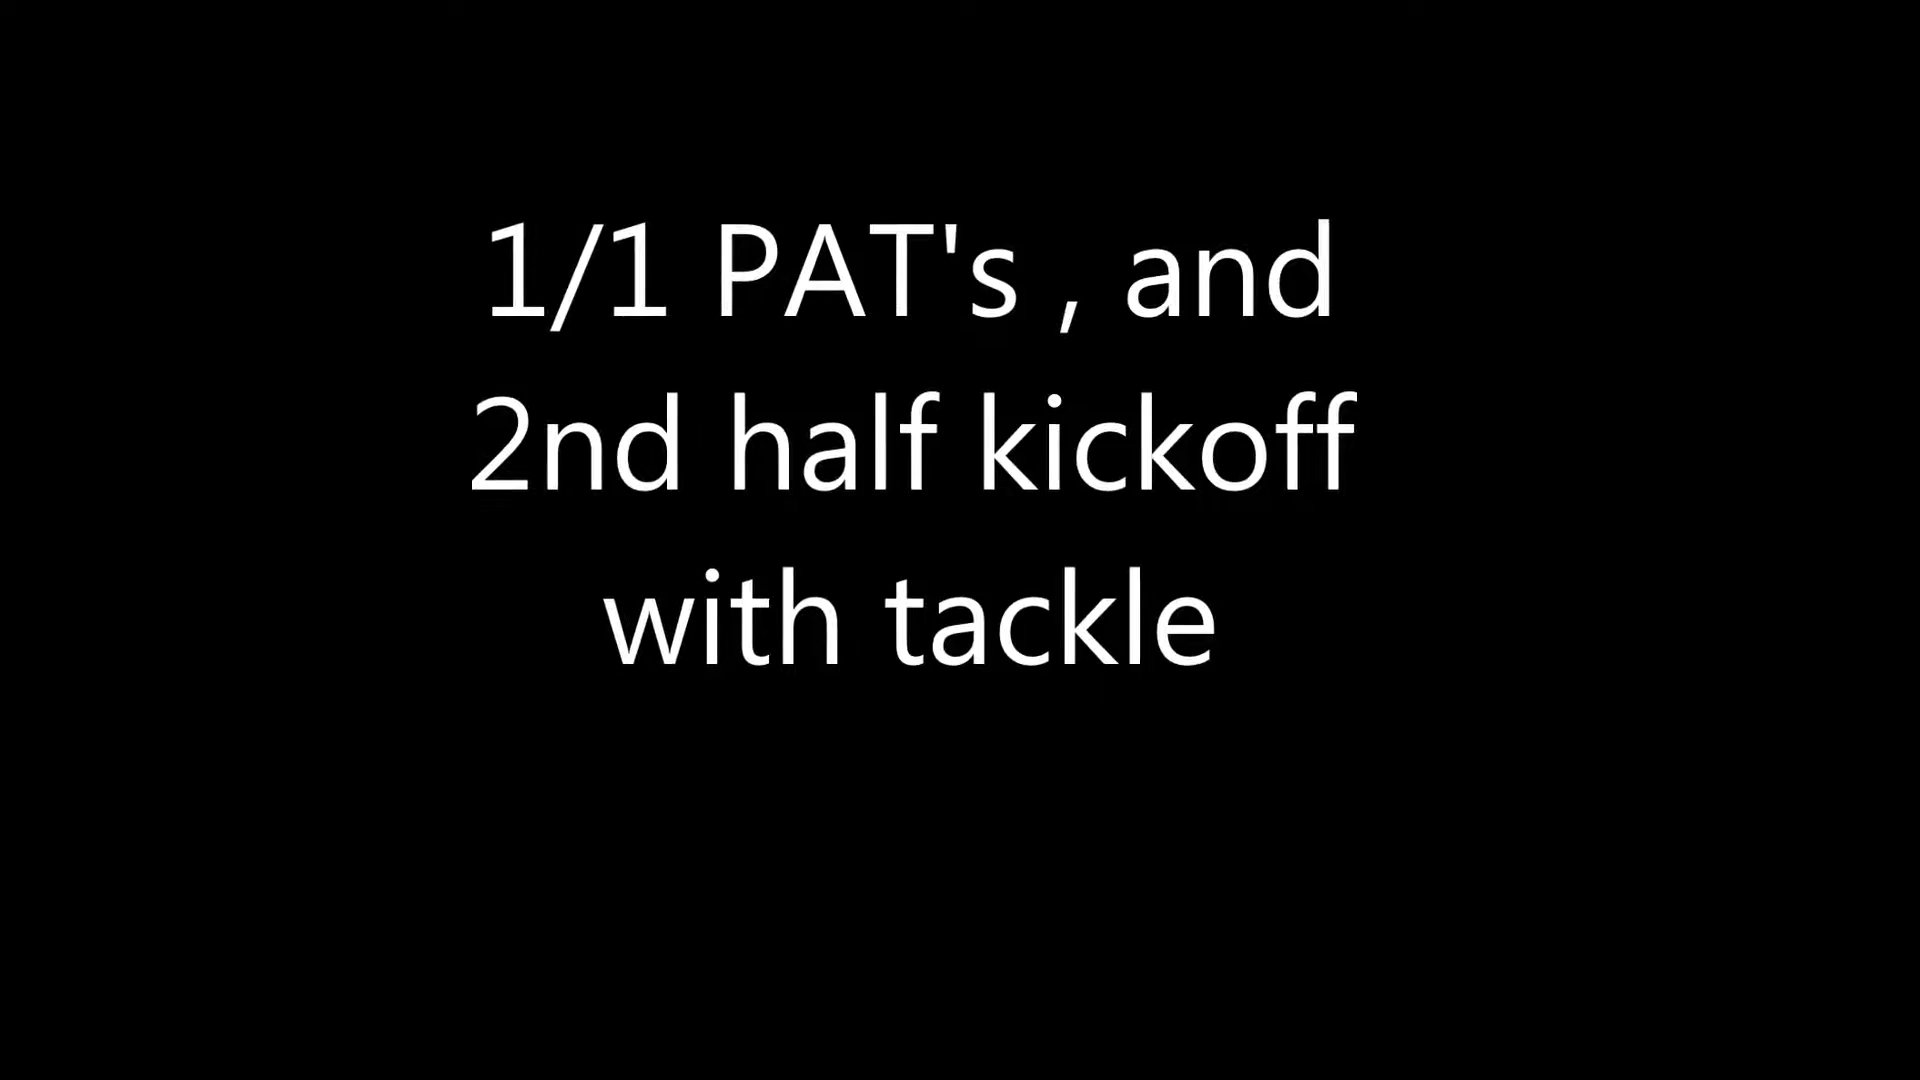 1/1 PAT's , and
2nd half kickoff
with tackle